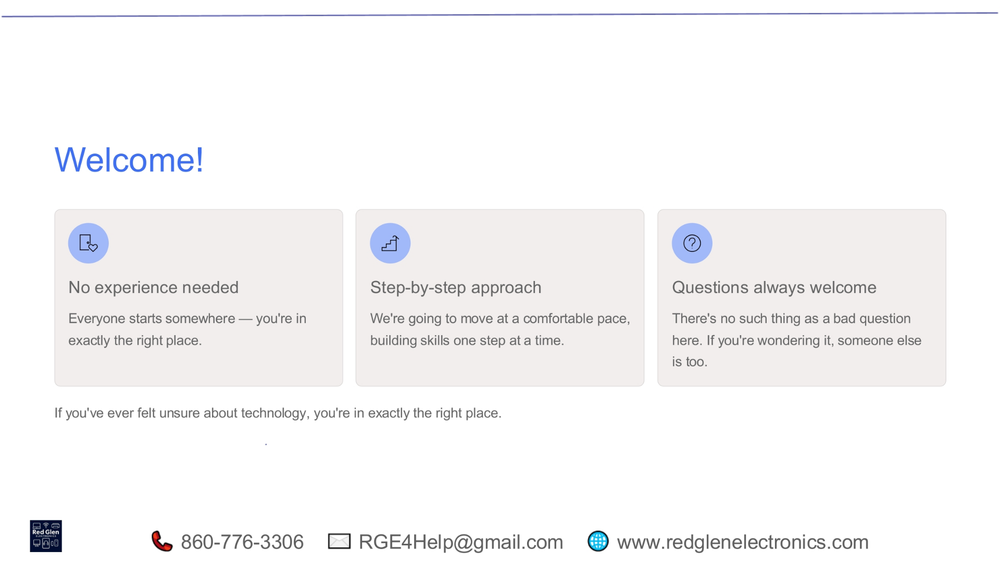 Welcome!
No experience needed
Everyone starts somewhere — you're in
exactly the right place.
Step-by-step approach
We're going to move at a comfortable pace,
building skills one step at a time.
Questions always welcome
There's no such thing as a bad question
here. If you're wondering it, someone else
is too.
If you've ever felt unsure about technology, you're in exactly the right place.
.
Red Glen
ELECTRONICS
860-776-3306
RGE4Help@gmail.com
www.redglenelectronics.com